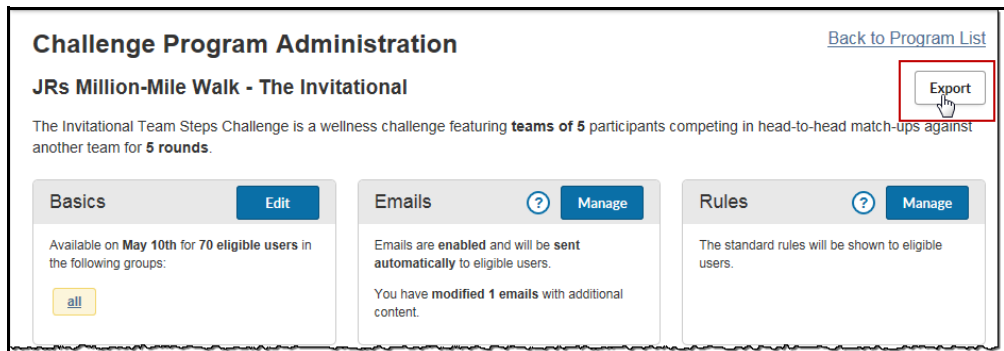 Challenge Program Administration
Back to Program List
JRs Million-Mile Walk - The Invitational
Export
The Invitational Team Steps Challenge is a wellness challenge featuring teams of 5 participants competing in head-to-head match-ups against
another team for 5 rounds.
Basics
Edit
Available on May 10th for 70 eligible users in
the following groups:
all
Emails
?
Manage
Emails are enabled and will be sent
automatically to eligible users.
You have modified 1 emails with additional
content.
Rules
?
Manage
The standard rules will be shown to eligible
users.